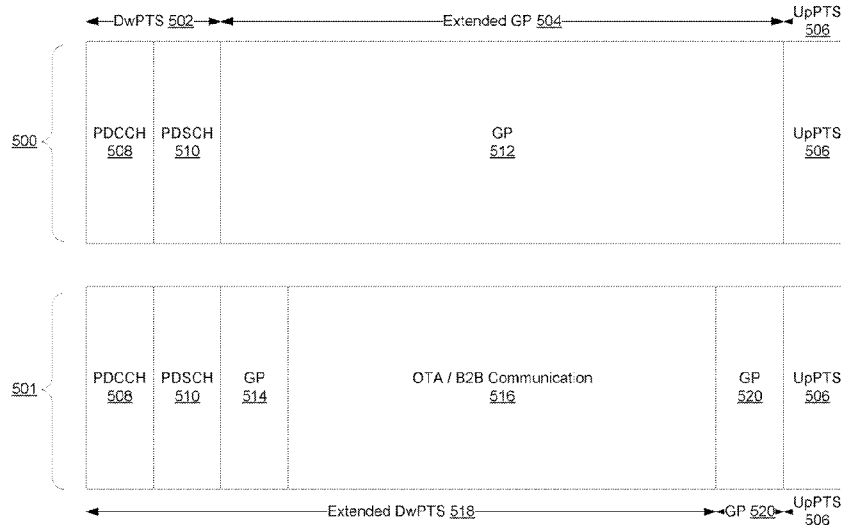 DwPTS 502
Extended GP 504
UpPTS
506
500
PDCCH
508
PDSCH
510
GP
512
UpPTS
506
501
PDCCH
508
PDSCH
510
GP
514
OTA / B2B Communication
516
GP
520
UpPTS
506
Extended DwPTS 518
GP 520
UpPTS
506